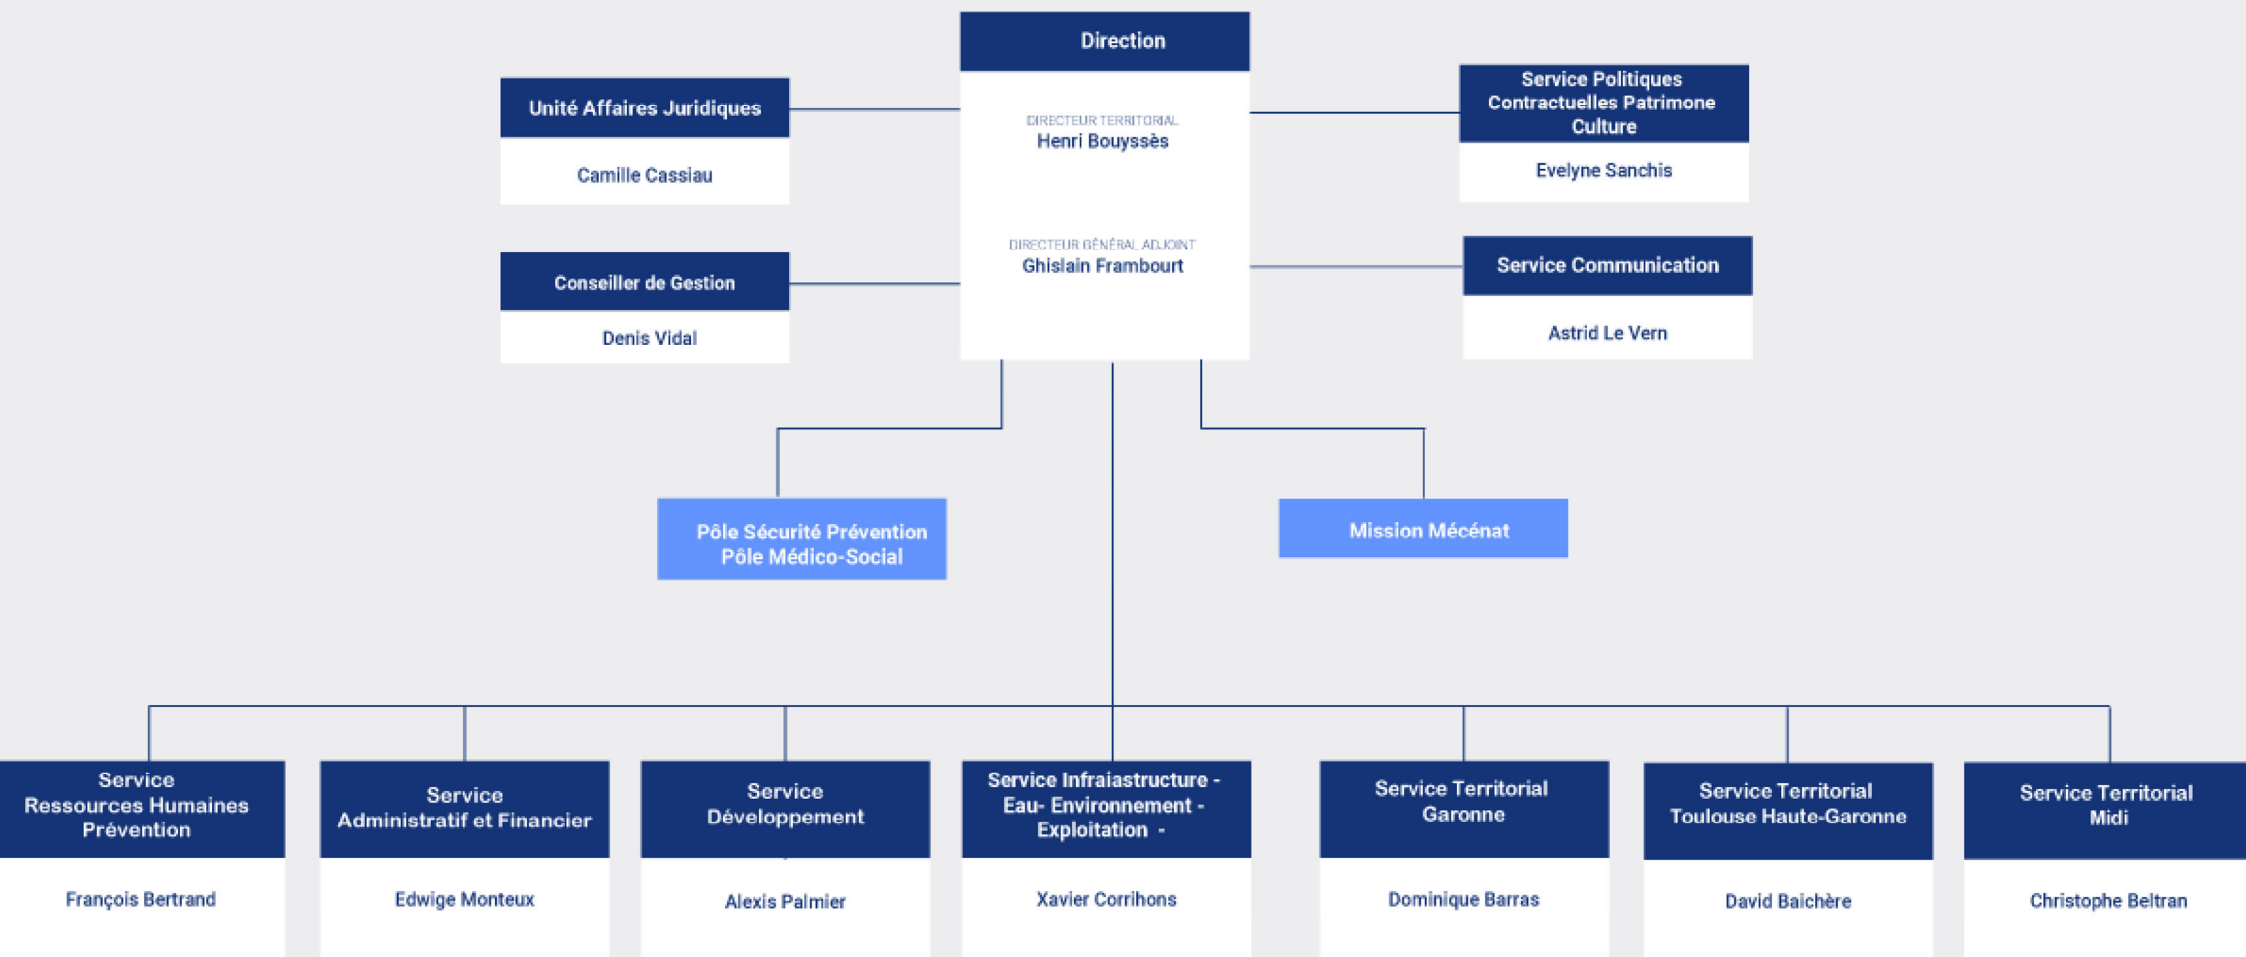 Direction
DIRECTEUR TERRITORIAL
Henri Bouyssès
DIRECTEUR GÉNÉRAL ADJOINT
Ghislain Frambourt
Unité Affaires Juridiques
Camille Cassiau
Conseiller de Gestion
Denis Vidal
Service Politiques
Contractuelles Patrimone
Culture
Evelyne Sanchis
Service Communication
Astrid Le Vern
Pôle Sécurité Prévention
Pôle Médico-Social
Mission Mécénat
Service
Ressources Humaines
Prévention
François Bertrand
Service
Administratif et Financier
Edwige Monteux
Service
Développement
Alexis Palmier
Service Infraiastructure -
Eau- Environnement -
Exploitation -
Xavier Corrihons
Service Territorial
Garonne
Dominique Barras
Service Territorial
Toulouse Haute-Garonne
David Baichère
Service Territorial
Midi
Christophe Beltran